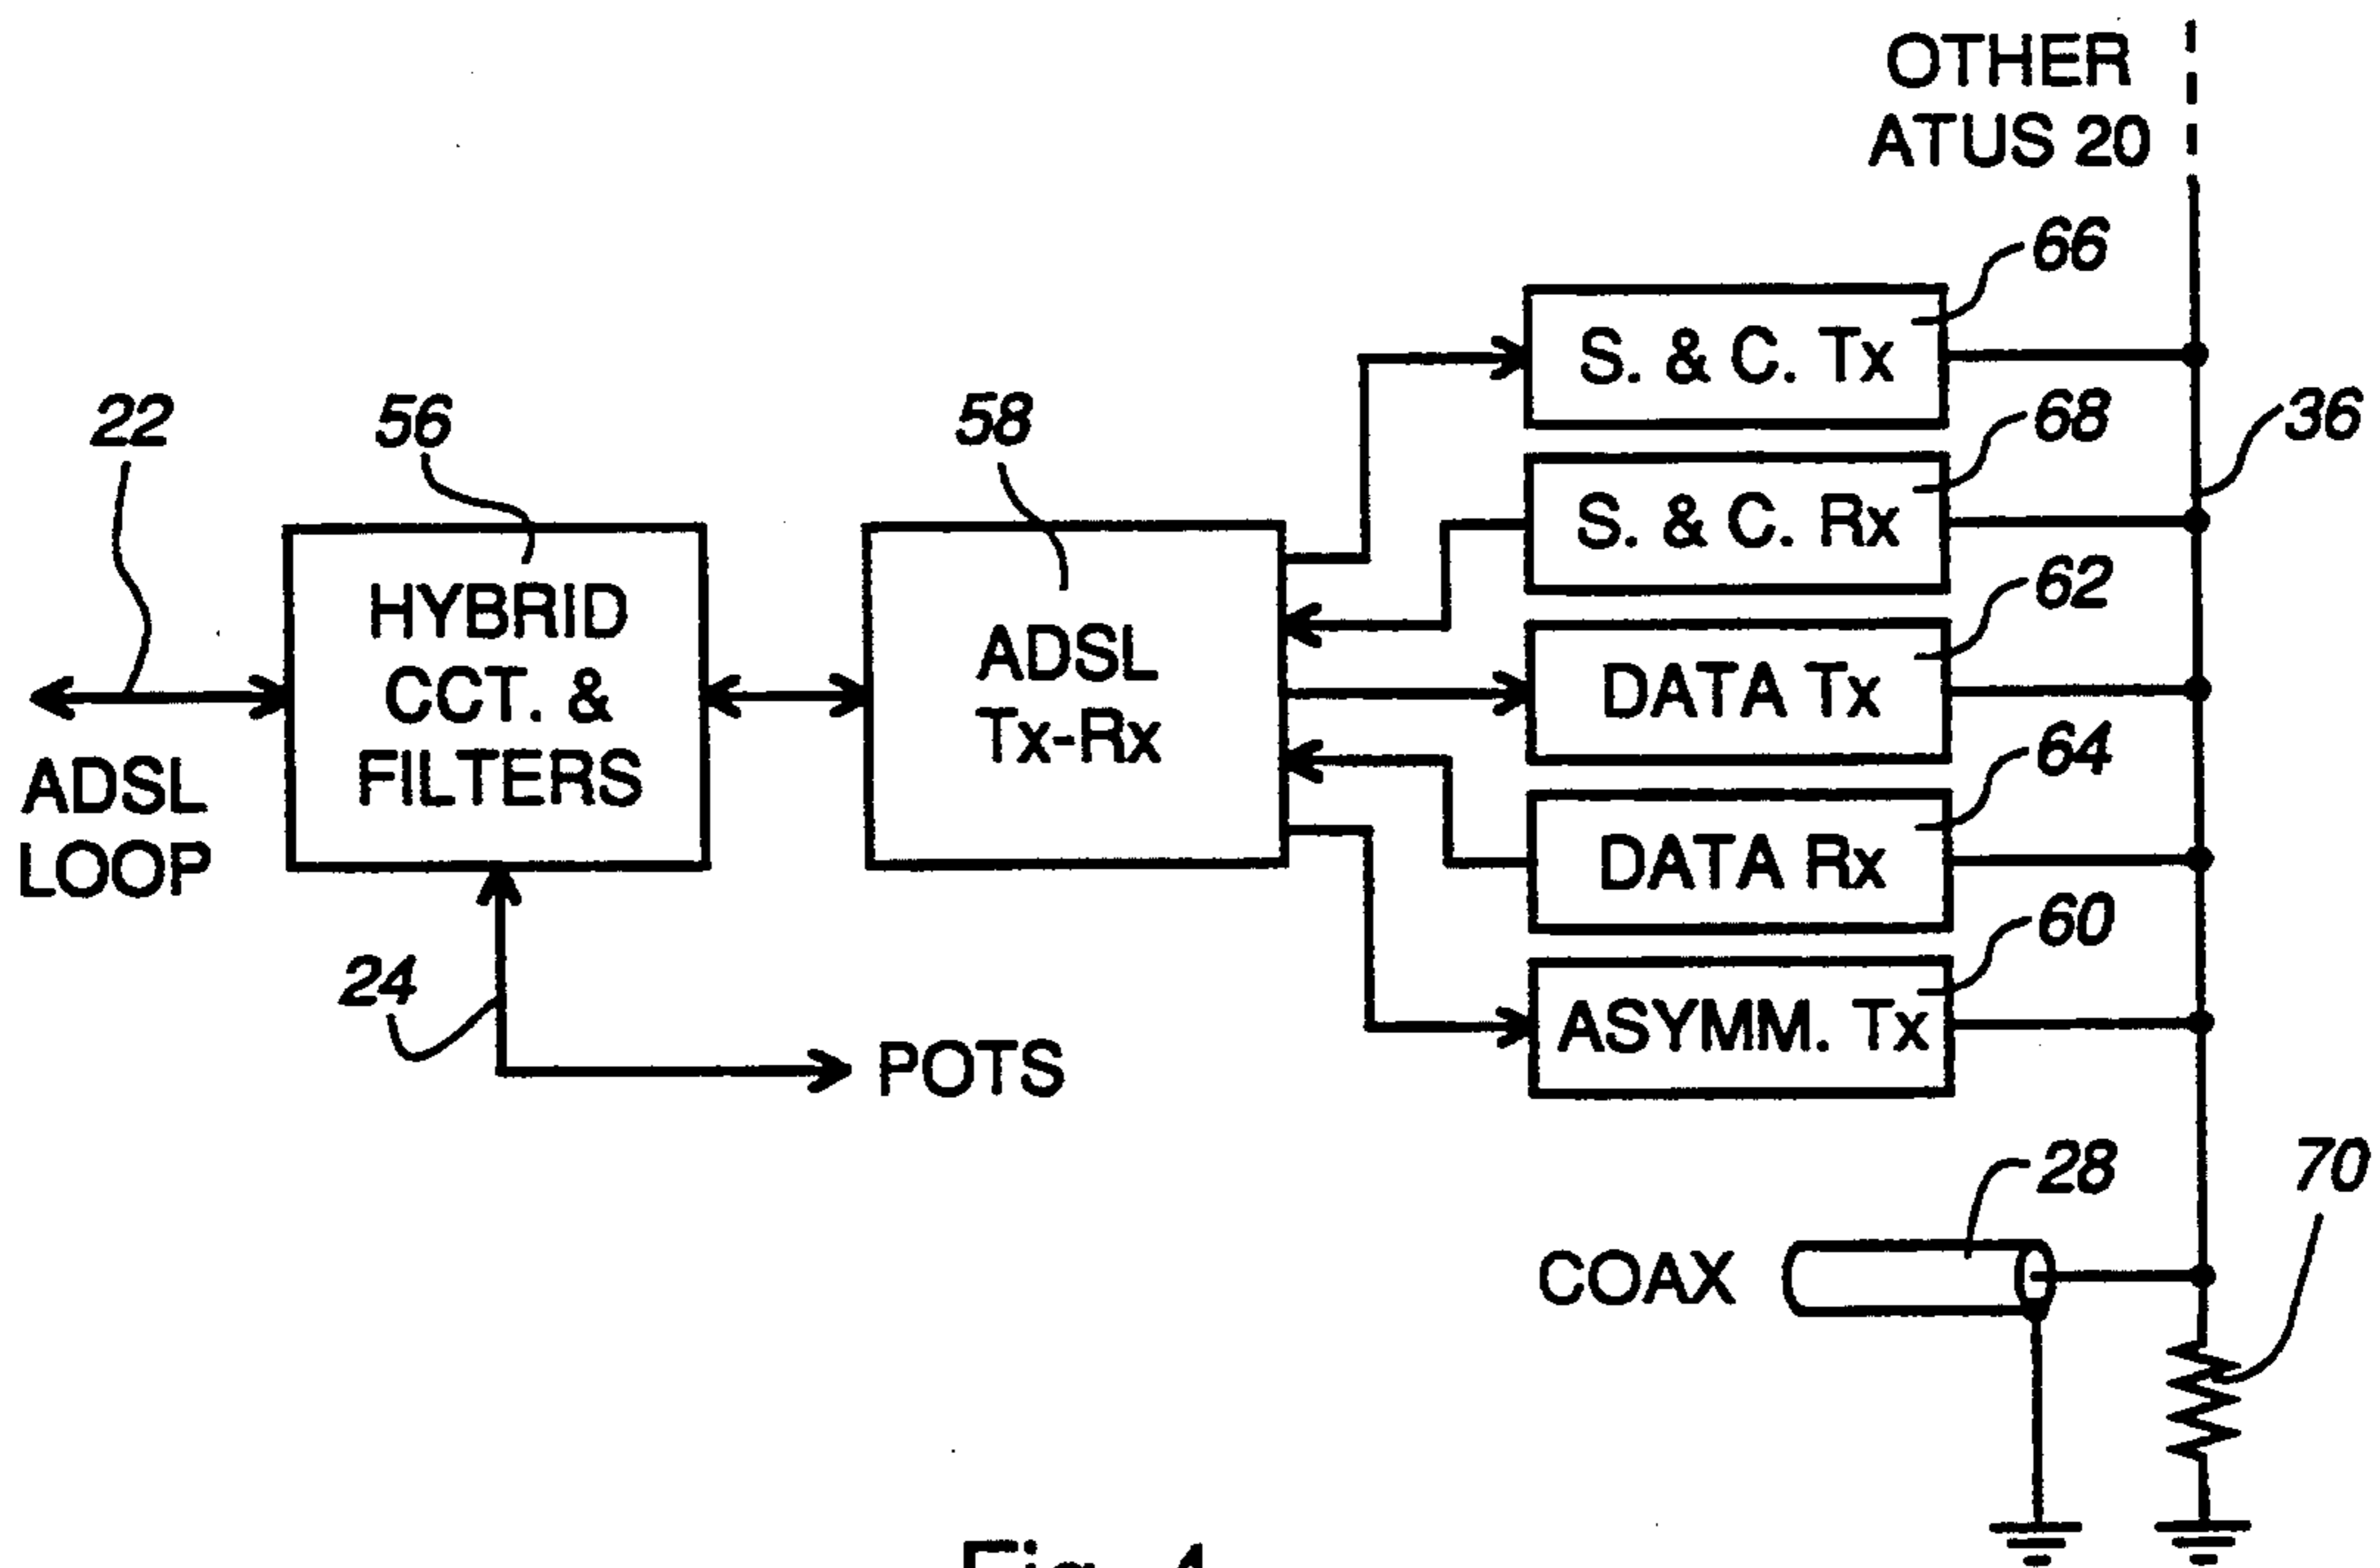 OTHER
ATUS 20
66
S. & C. Tx
22
56
58
68
36
S. & C. Rx
62
HYBRID
CCT. &
FILTERS
ADSL
Tx-Rx
DATA Tx
64
ADSL
LOOP
DATA Rx
60
24
ASYMM. Tx
POTS
28
70
COAX